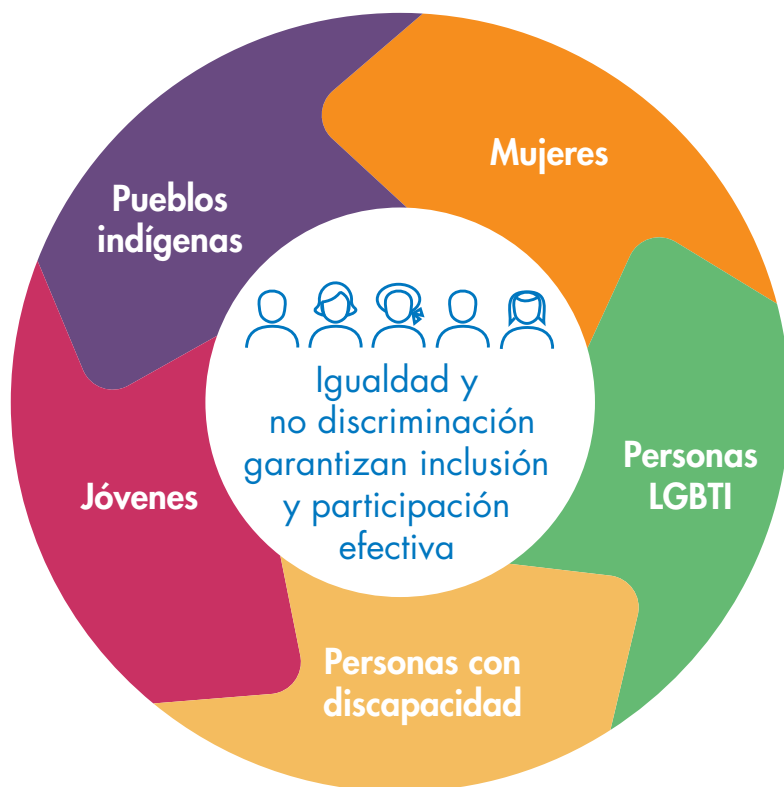 Mujeres
Pueblos
indígenas
Igualdad y
no discriminación
garantizan inclusión
y participación
efectiva
Jóvenes
Personas
LGBTI
Personas con
discapacidad